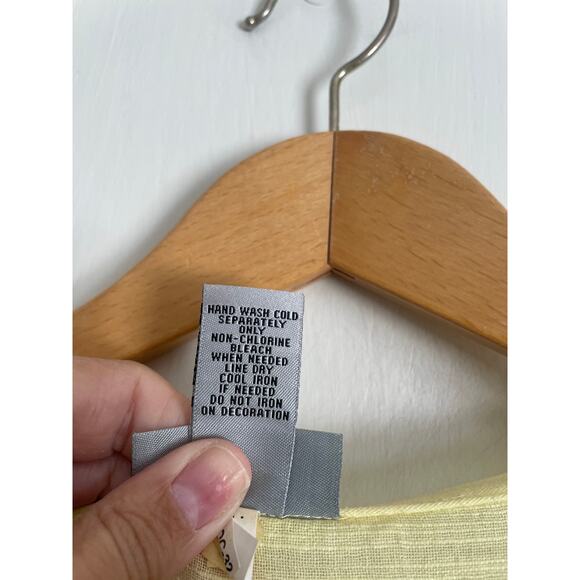 HAND WASH COLD
SEPARATELY
ONLY
NON-CHLORINE
BLEACH
WHEN NEEDED
LINE DRY
COOL IRON
IF NEEDED
DO NOT IRON
ON DECORATION